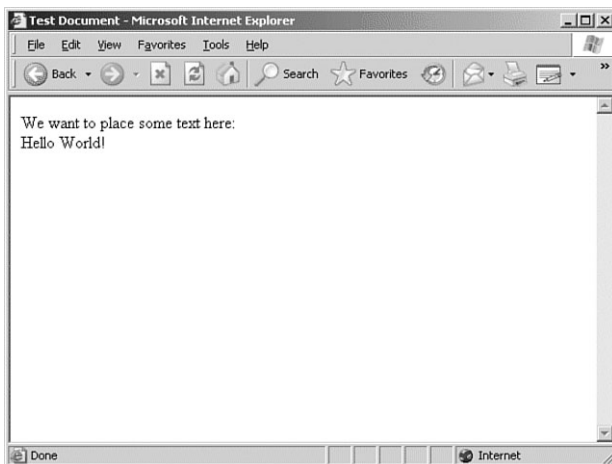 Test Document - Microsoft Internet Explorer
File Edit View Favorites Tools Help
Back Search Favorites »
We want to place some text here:
Hello World!
Done Internet